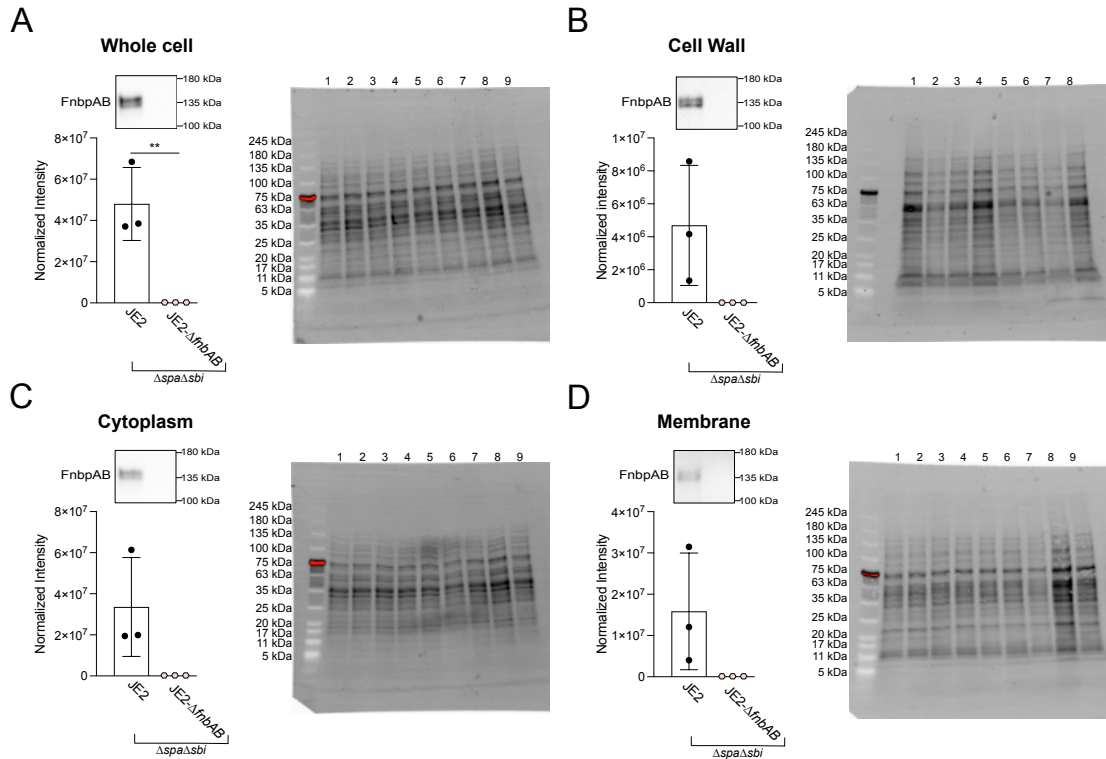 A
Whole cell
FnbpAB
180 kDa
135 kDa
100 kDa
Normalized Intensity
8×10⁷
6×10⁷
4×10⁷
2×10⁷
0
**
JE2
JE2-ΔfnbAB
ΔspaΔsbi
1 2 3 4 5 6 7 8 9
245 kDa
180 kDa
135 kDa
100 kDa
75 kDa
63 kDa
35 kDa
25 kDa
20 kDa
17 kDa
11 kDa
5 kDa
B
Cell Wall
FnbpAB
180 kDa
135 kDa
100 kDa
Normalized intensity
1×10⁷
8×10⁶
6×10⁶
4×10⁶
2×10⁶
0
JE2
JE2-ΔfnbAB
ΔspaΔsbi
1 2 3 4 5 6 7 8
245 kDa
180 kDa
135 kDa
100 kDa
75 kDa
63 kDa
35 kDa
25 kDa
20 kDa
17 kDa
11 kDa
5 kDa
C
Cytoplasm
FnbpAB
180 kDa
135 kDa
100 kDa
Normalized Intensity
8×10⁷
6×10⁷
4×10⁷
2×10⁷
0
JE2
JE2-ΔfnbAB
ΔspaΔsbi
1 2 3 4 5 6 7 8 9
245 kDa
180 kDa
135 kDa
100 kDa
75 kDa
63 kDa
35 kDa
25 kDa
20 kDa
17 kDa
11 kDa
5 kDa
D
Membrane
FnbpAB
180 kDa
135 kDa
100 kDa
Normalized Intensity
4×10⁷
3×10⁷
2×10⁷
1×10⁷
0
JE2
JE2-ΔfnbAB
ΔspaΔsbi
1 2 3 4 5 6 7 8 9
245 kDa
180 kDa
135 kDa
100 kDa
75 kDa
63 kDa
35 kDa
25 kDa
20 kDa
17 kDa
11 kDa
5 kDa